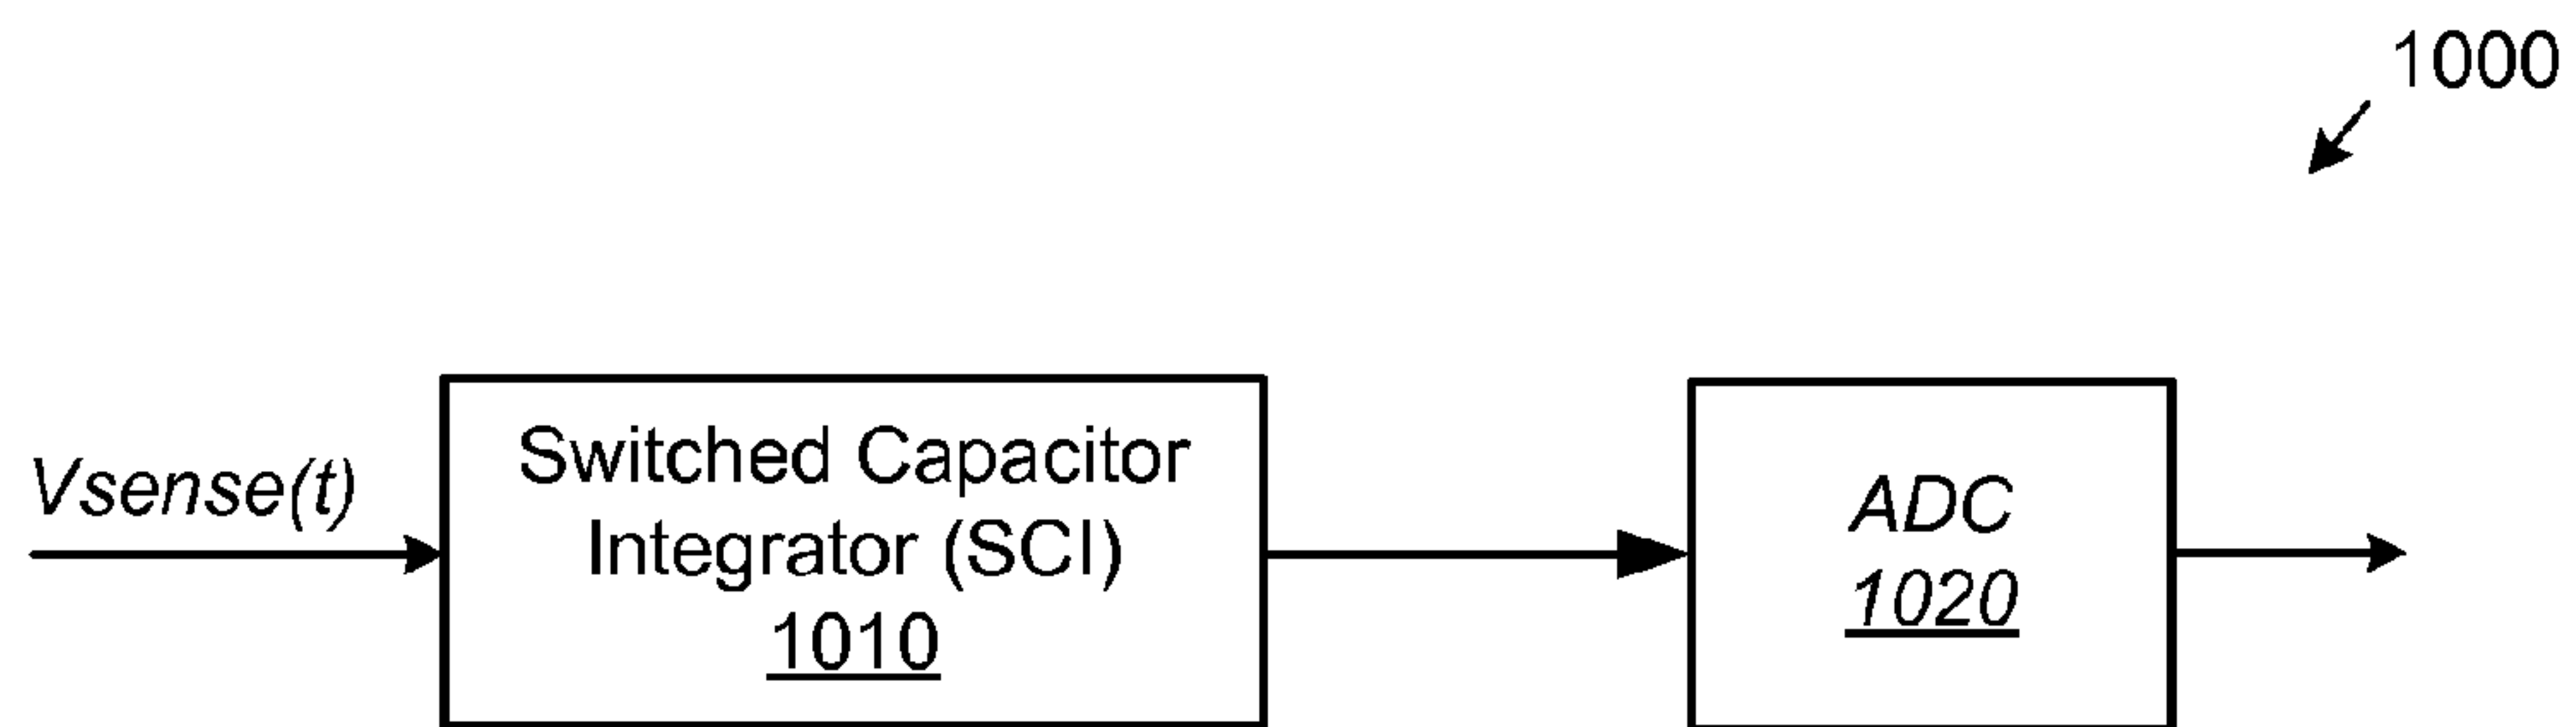 1000
Vsense(t)
Switched Capacitor
Integrator (SCI)
1010
ADC
1020